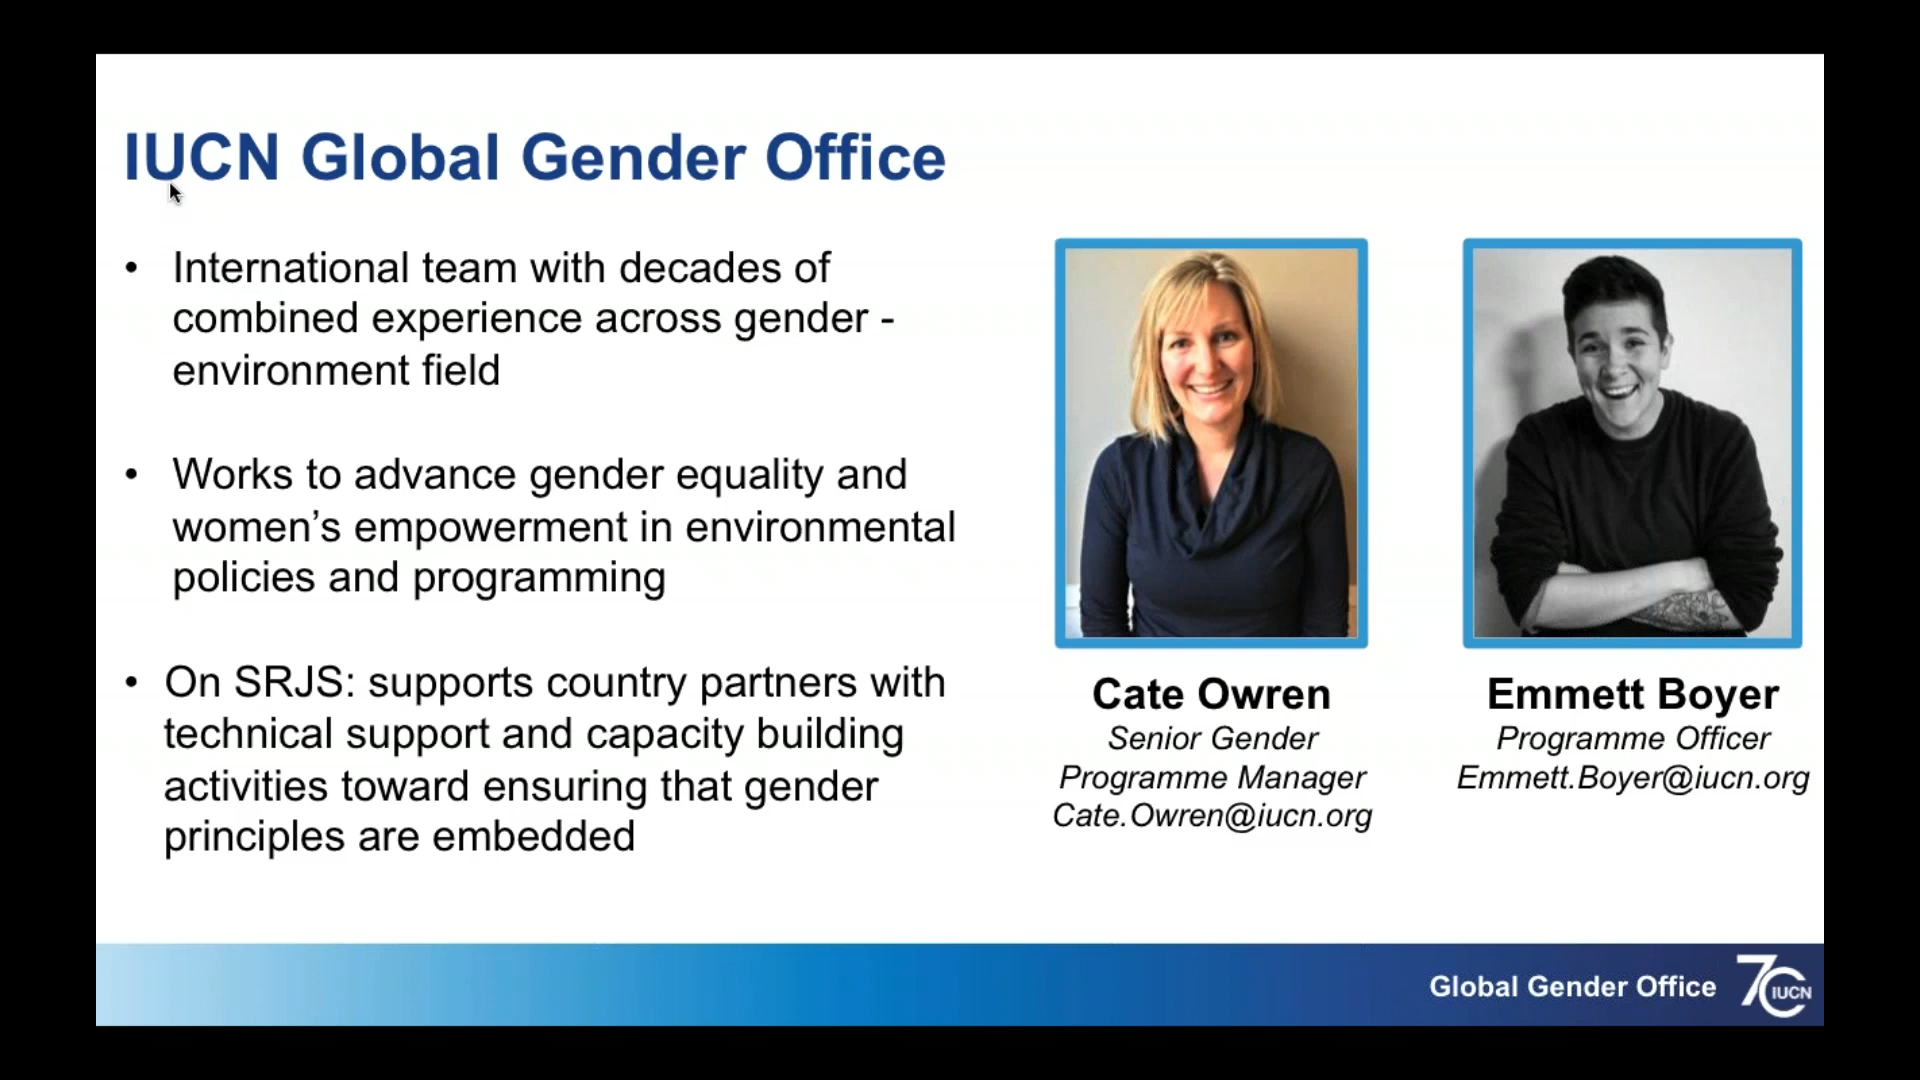 IUCN Global Gender Office
• International team with decades of
combined experience across gender -
environment field
• Works to advance gender equality and
women’s empowerment in environmental
policies and programming
• On SRJS: supports country partners with
technical support and capacity building
activities toward ensuring that gender
principles are embedded
Cate Owren
Senior Gender
Programme Manager
Cate.Owren@iucn.org
Emmett Boyer
Programme Officer
Emmett.Boyer@iucn.org
Global Gender Office
70 IUCN